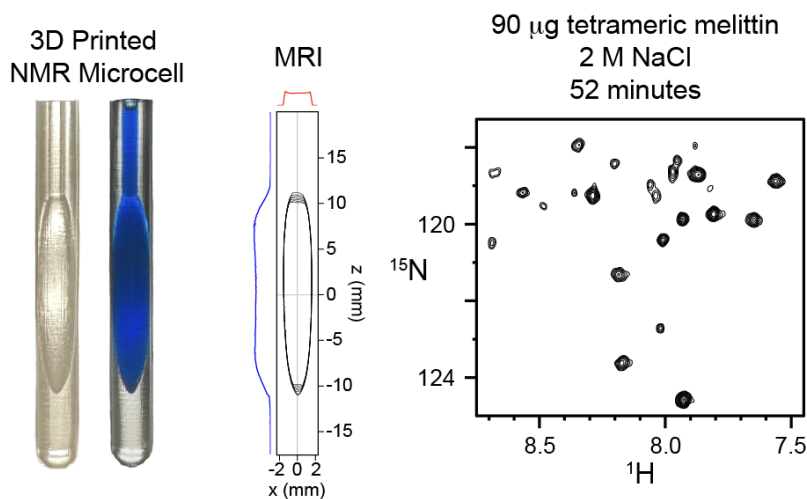 3D Printed
NMR Microcell
MRI
15
10
5
0
-5
-10
-15
z (mm)
-2 0 2
x (mm)
90 μg tetrameric melittin
2 M NaCl
52 minutes
120
¹⁵N
124
8.5 8.0 7.5
¹H